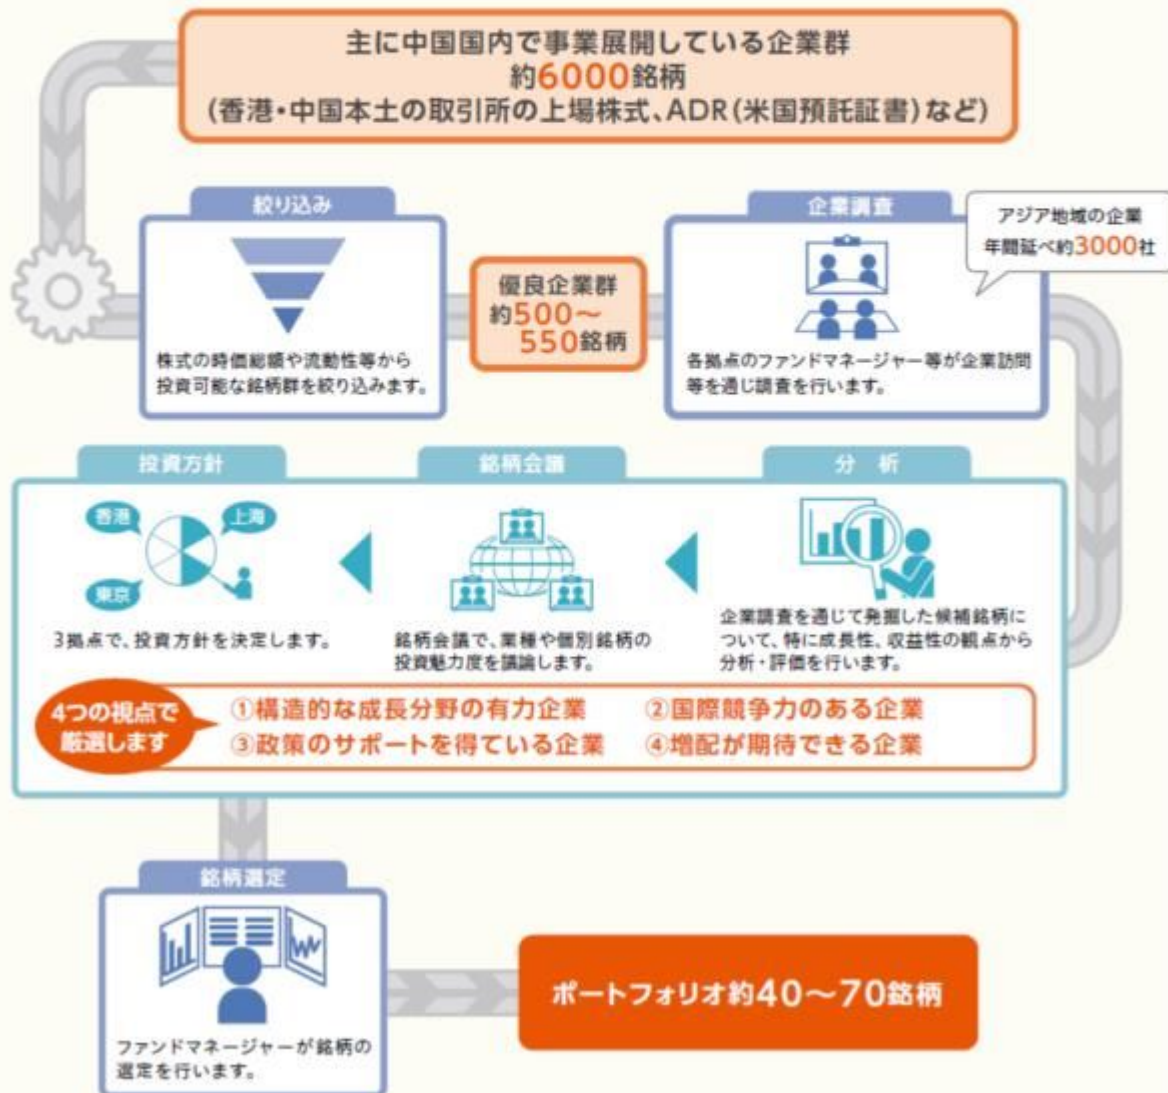 主に中国国内で事業展開している企業群
約6000銘柄
(香港・中国本土の取引所の上場株式、ADR(米国預託証書)など)
絞り込み
株式の時価総額や流動性等から
投資可能な銘柄群を絞り込みます。
優良企業群
約500〜
550銘柄
企業調査
アジア地域の企業
年間延べ約3000社
各拠点のファンドマネージャー等が企業訪問
等を通じ調査を行います。
分 析
企業調査を通じて発掘した候補銘柄に
ついて、特に成長性、収益性の観点から
分析・評価を行います。
銘柄会議
銘柄会議で、業種や個別銘柄の
投資魅力度を議論します。
投資方針
香港
上海
東京
3拠点で、投資方針を決定します。
4つの視点で
厳選します
①構造的な成長分野の有力企業
②国際競争力のある企業
③政策のサポートを得ている企業
④増配が期待できる企業
銘柄選定
ファンドマネージャーが銘柄の
選定を行います。
ポートフォリオ約40〜70銘柄